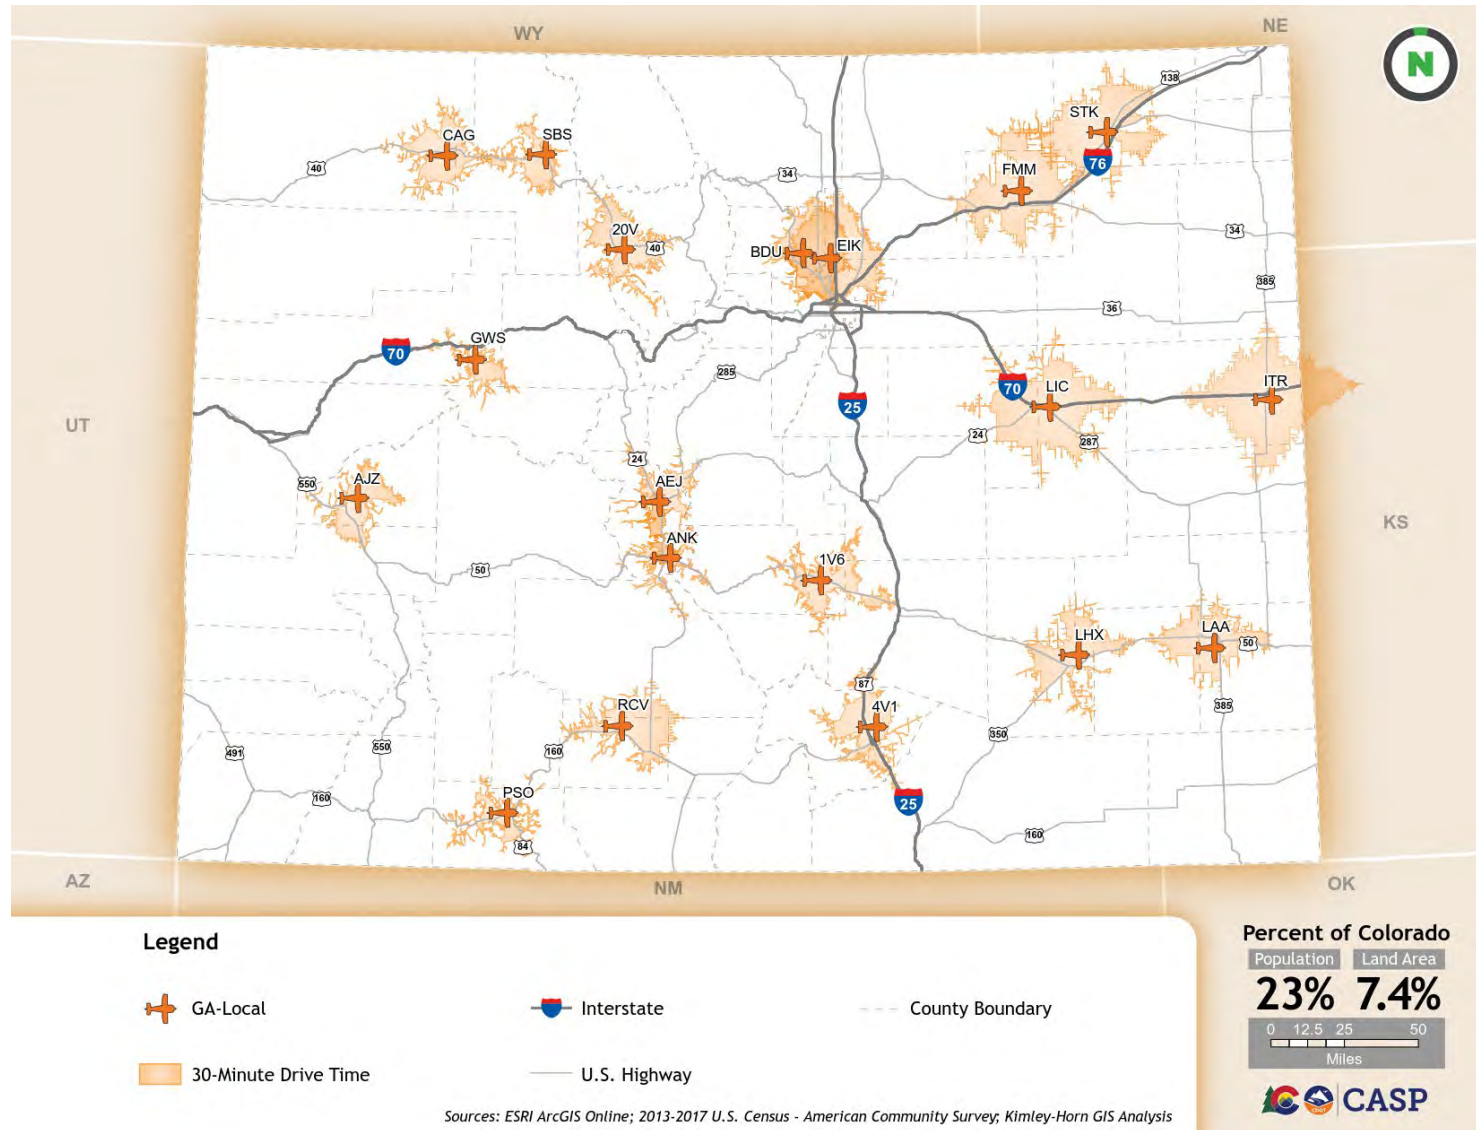 WY
NE
N
STK
138
CAG
SBS
76
40
34
FMM
20V
40
BDU
EIK
34
385
36
GWS
70
285
70
LIC
ITR
25
UT
24
287
24
AJZ
550
AEJ
KS
ANK
1V6
50
LHX
LAA
50
87
RCV
4V1
385
350
491
550
160
PSO
160
25
160
84
AZ
NM
OK
Legend
GA-Local
Interstate
County Boundary
30-Minute Drive Time
U.S. Highway
Sources: ESRI ArcGIS Online; 2013-2017 U.S. Census - American Community Survey; Kimley-Horn GIS Analysis
Percent of Colorado
Population Land Area
23% 7.4%
0 12.5 25 50
Miles
CASP